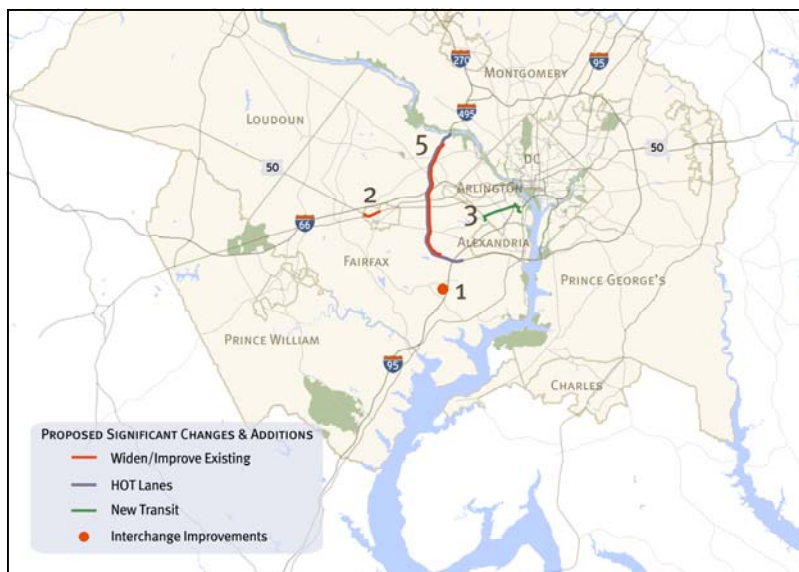 270
95
MONTGOMERY
495
LOUDOUN
5
50
DC
50
2
ARLINGTON
3
66
ALEXANDRIA
FAIRFAX
PRINCE GEORGE'S
1
PRINCE WILLIAM
95
CHARLES
PROPOSED SIGNIFICANT CHANGES & ADDITIONS
Widen/Improve Existing
HOT Lanes
New Transit
Interchange Improvements